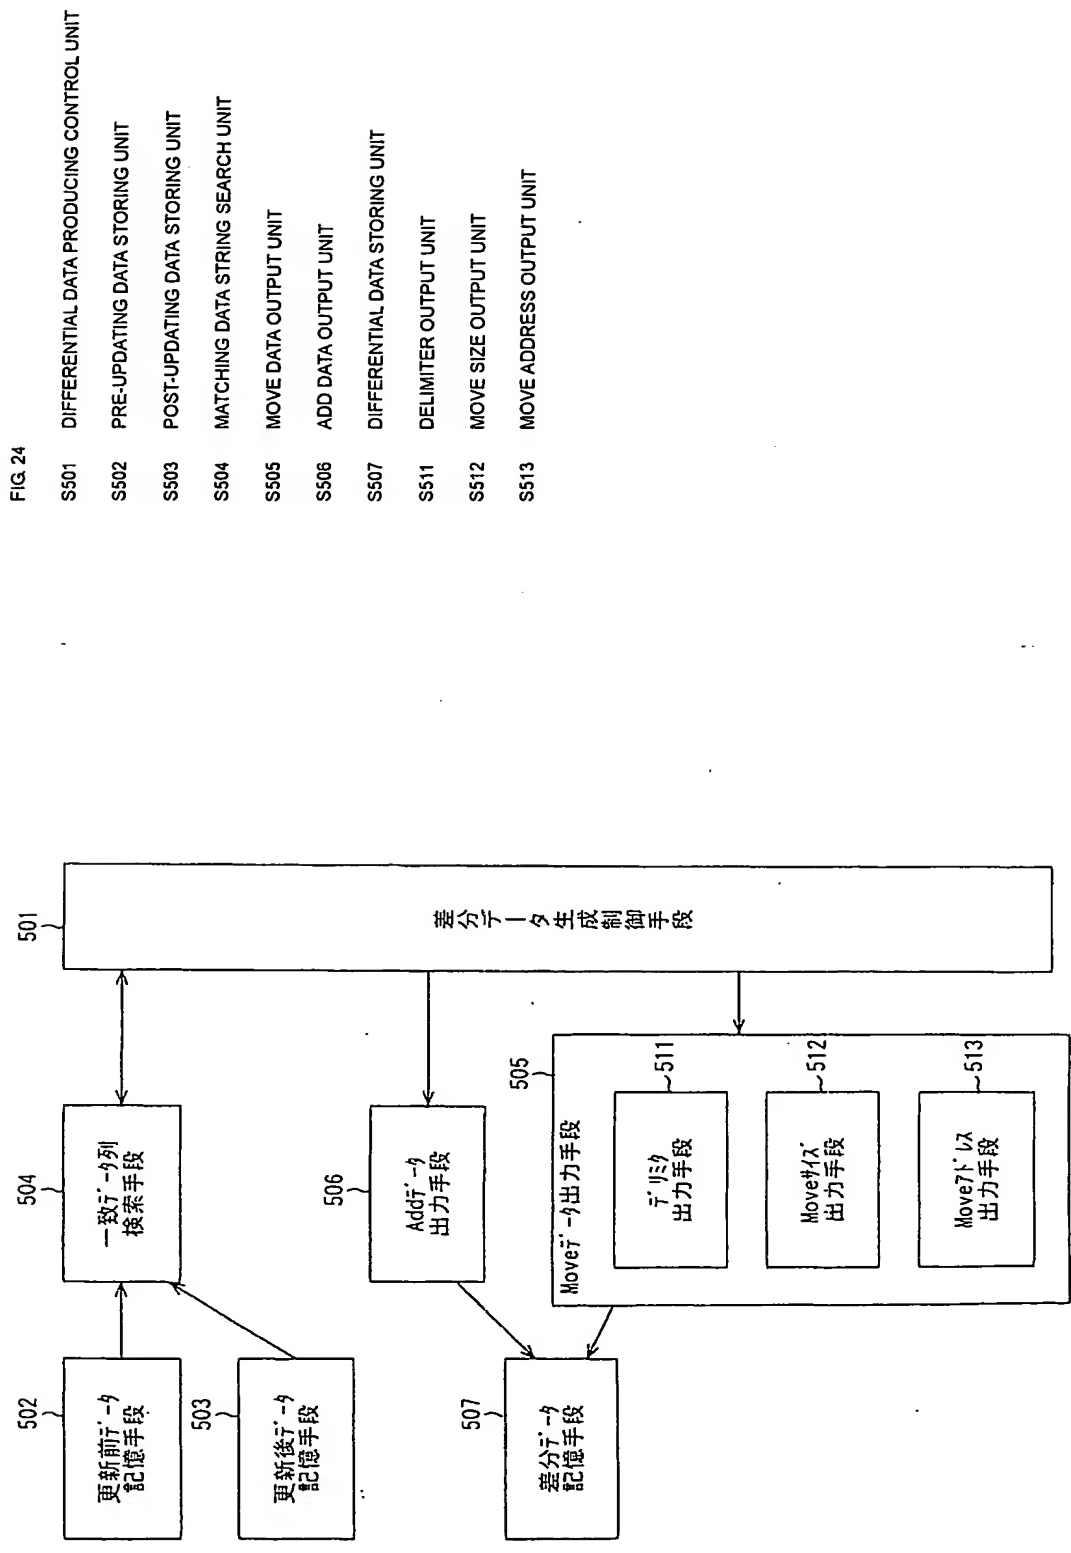 FIG. 24
S501 DIFFERENTIAL DATA PRODUCING CONTROL UNIT
S502 PRE-UPDATING DATA STORING UNIT
S503 POST-UPDATING DATA STORING UNIT
S504 MATCHING DATA STRING SEARCH UNIT
S505 MOVE DATA OUTPUT UNIT
S506 ADD DATA OUTPUT UNIT
S507 DIFFERENTIAL DATA STORING UNIT
S511 DELIMITER OUTPUT UNIT
S512 MOVE SIZE OUTPUT UNIT
S513 MOVE ADDRESS OUTPUT UNIT
502
更新前データ
記憶手段
503
更新後データ
記憶手段
504
一致データ列
検索手段
501
差分データ生成制御手段
506
Addデータ
出力手段
507
差分データ
記憶手段
505
Moveデータ出力手段
デリミタ
出力手段
511
Moveサイズ
出力手段
512
Moveアドレス
出力手段
513